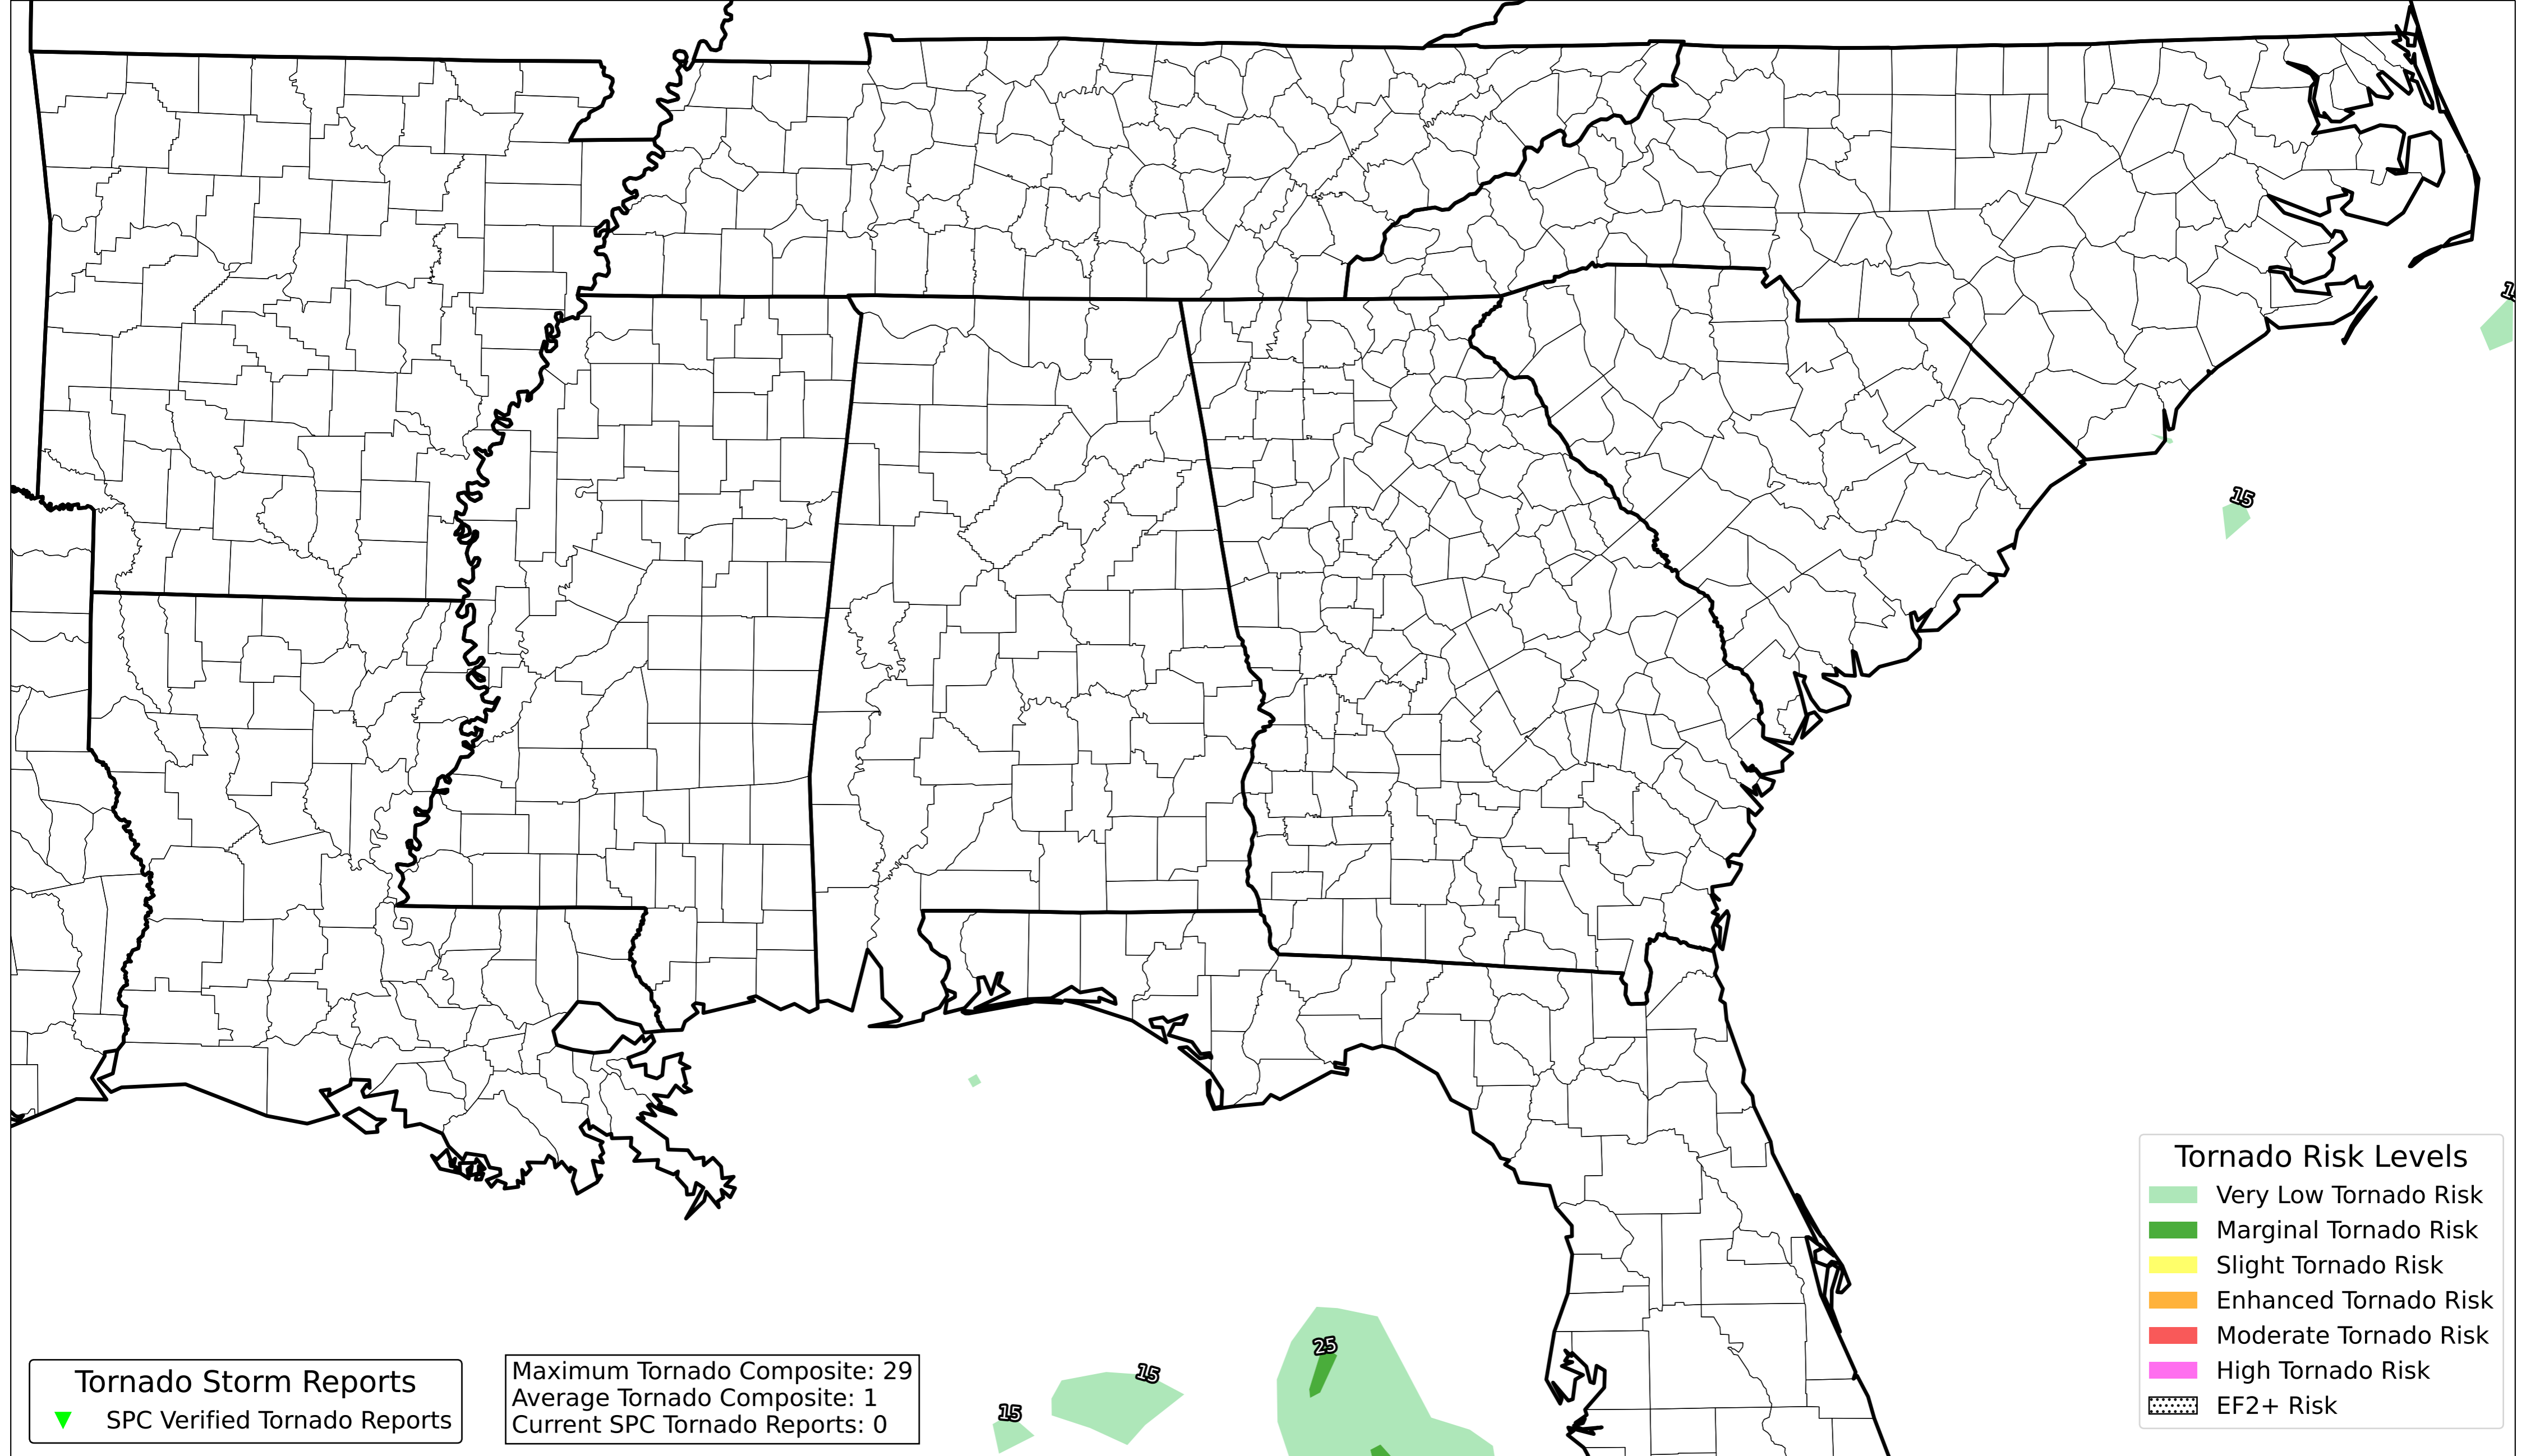 15
15
25
15
15
Tornado Storm Reports
SPC Verified Tornado Reports
Maximum Tornado Composite: 29
Average Tornado Composite: 1
Current SPC Tornado Reports: 0
Tornado Risk Levels
Very Low Tornado Risk
Marginal Tornado Risk
Slight Tornado Risk
Enhanced Tornado Risk
Moderate Tornado Risk
High Tornado Risk
EF2+ Risk